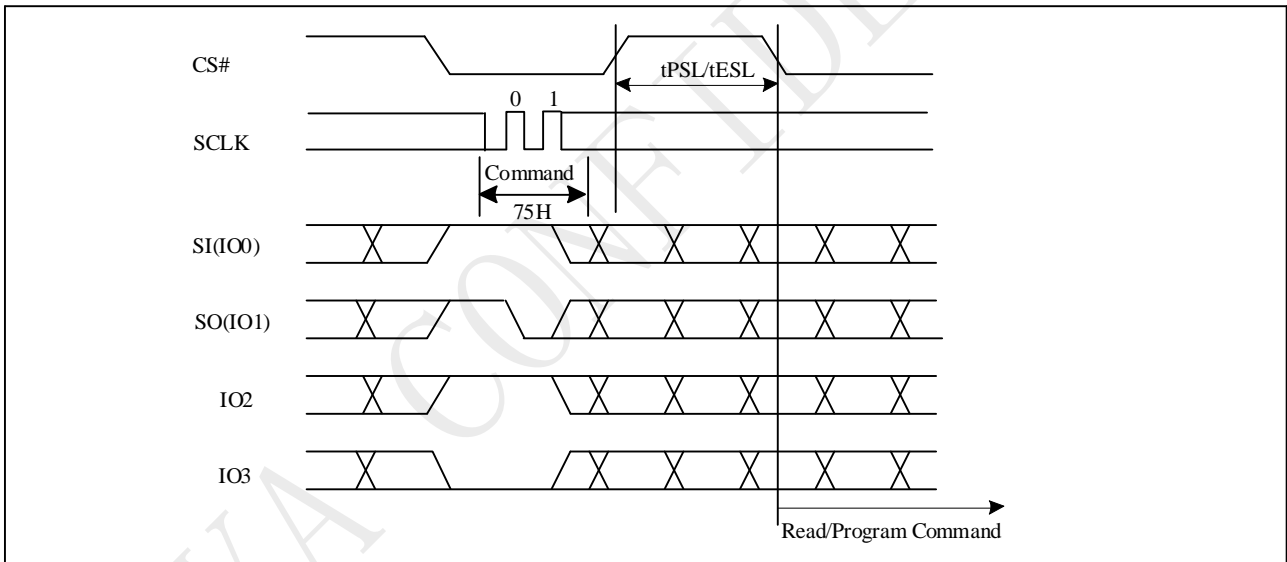 CS#
tPSL/tESL
0 1
SCLK
Command
75H
SI(IO0)
SO(IO1)
IO2
IO3
Read/Program Command